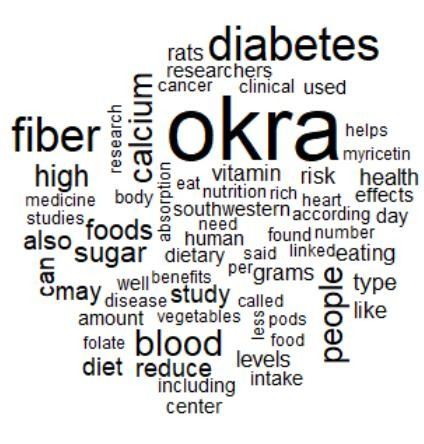 rats diabetes
researchers
cancer clinical used
fiber research calcium okra helps
myricetin
high absorption vitamin risk health
medicine body eat nutrition rich heart effects
studies southwestern according day
foods need
also human found number
sugar dietary said linked eating
can well benefits per grams people type
may disease study called
like
amount vegetables less pods
folate blood food
diet reduce levels
including intake
center